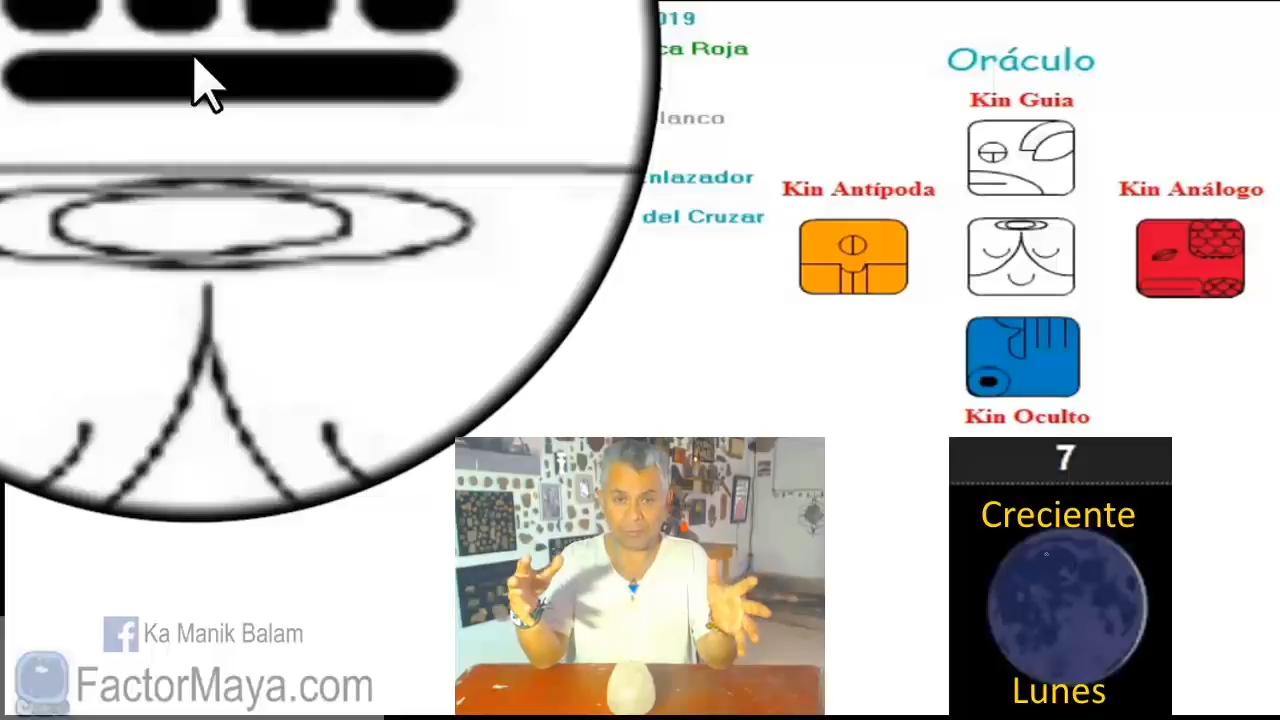 019
ca Roja
lanco
nlazador
del Cruzar
Oráculo
Kin Guia
Kin Antípoda
Kin Análogo
Kin Oculto
7
Creciente
Lunes
Ka Manik Balam
FactorMaya.com